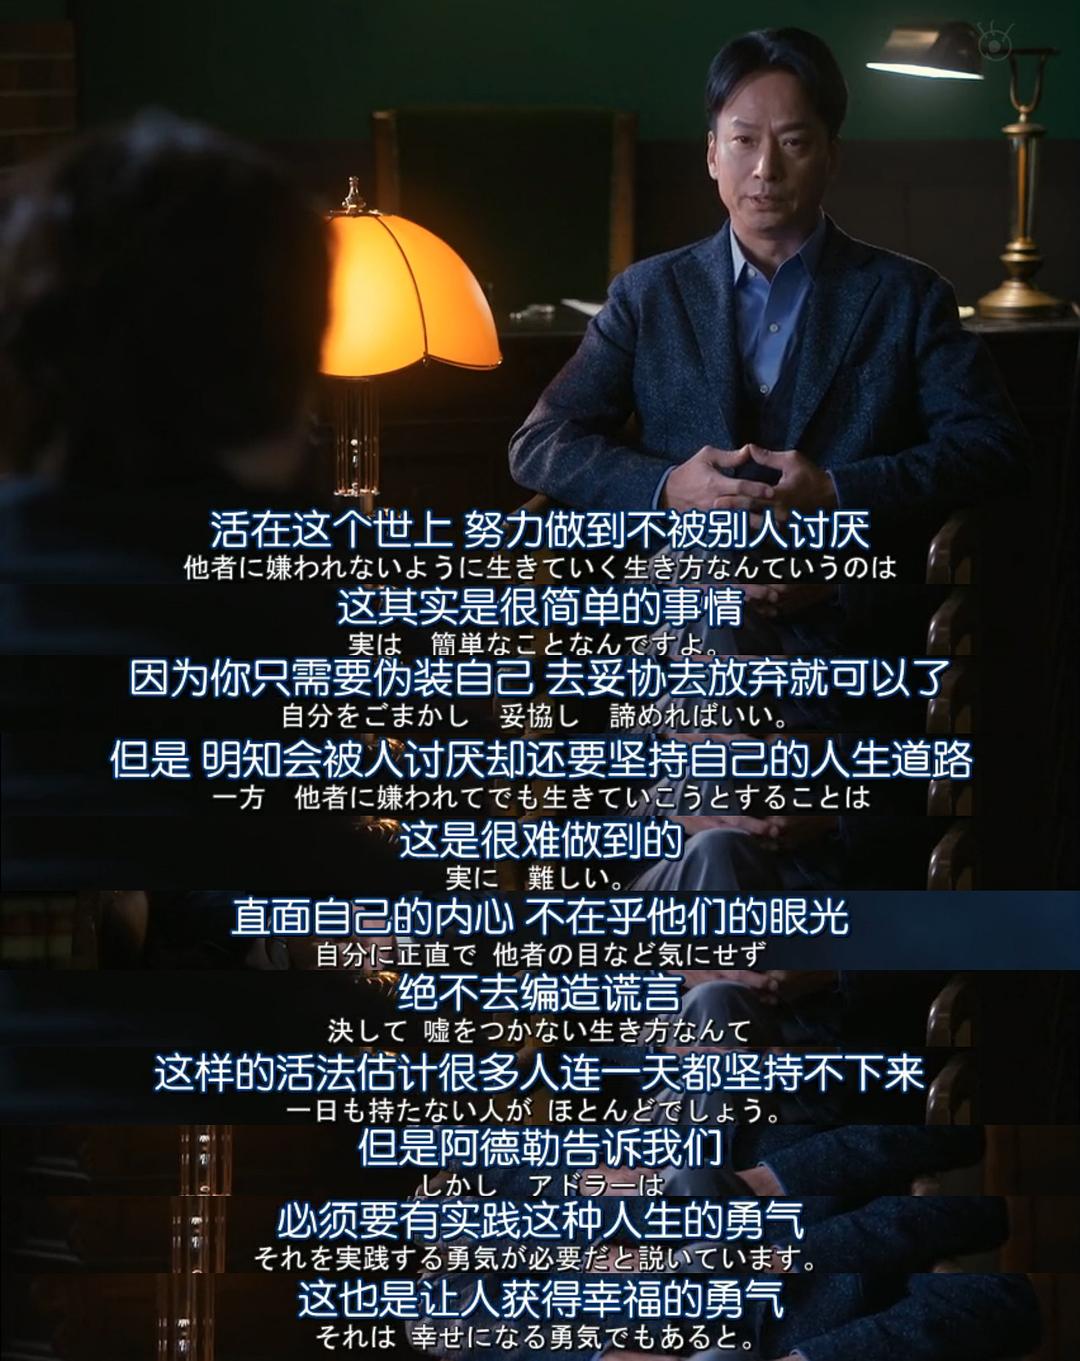 活在这个世上 努力做到不被别人讨厌
他者に嫌われないように生きていく生き方なんていうのは
这其实是很简单的事情
実は 簡単なことなんですよ。
因为你只需要伪装自己 去妥协去放弃就可以了
自分をごまかし 妥協し 諦めればいい。
但是 明知会被人讨厌却还要坚持自己的人生道路
一方 他者に嫌われてでも生きていこうとすることは
这是很难做到的
実に 難しい。
直面自己的内心 不在乎他们的眼光
自分に正直で 他者の目など気にせず
绝不去编造谎言
決して 嘘をつかない生き方なんて
这样的活法估计很多人连一天都坚持不下来
一日も持たない人が ほとんどでしょう。
但是阿德勒告诉我们
しかし アドラーは
必须要有实践这种人生的勇气
それを実践する勇気が必要だと説いています。
这也是让人获得幸福的勇气
それは 幸せになる勇気でもあると。